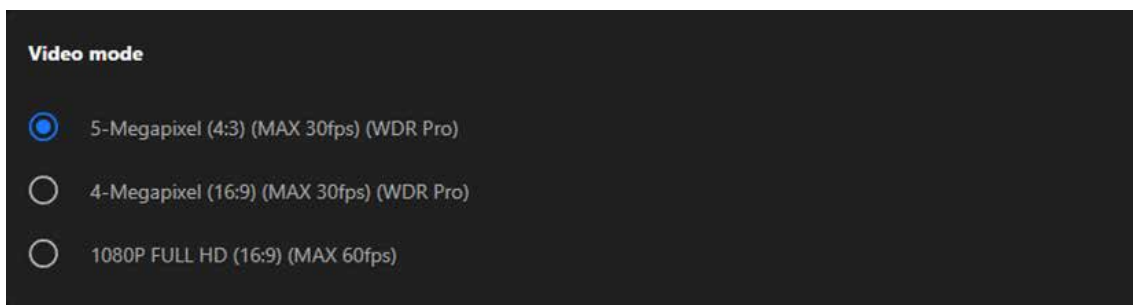 Video mode
5-Megapixel (4:3) (MAX 30fps) (WDR Pro)
4-Megapixel (16:9) (MAX 30fps) (WDR Pro)
1080P FULL HD (16:9) (MAX 60fps)